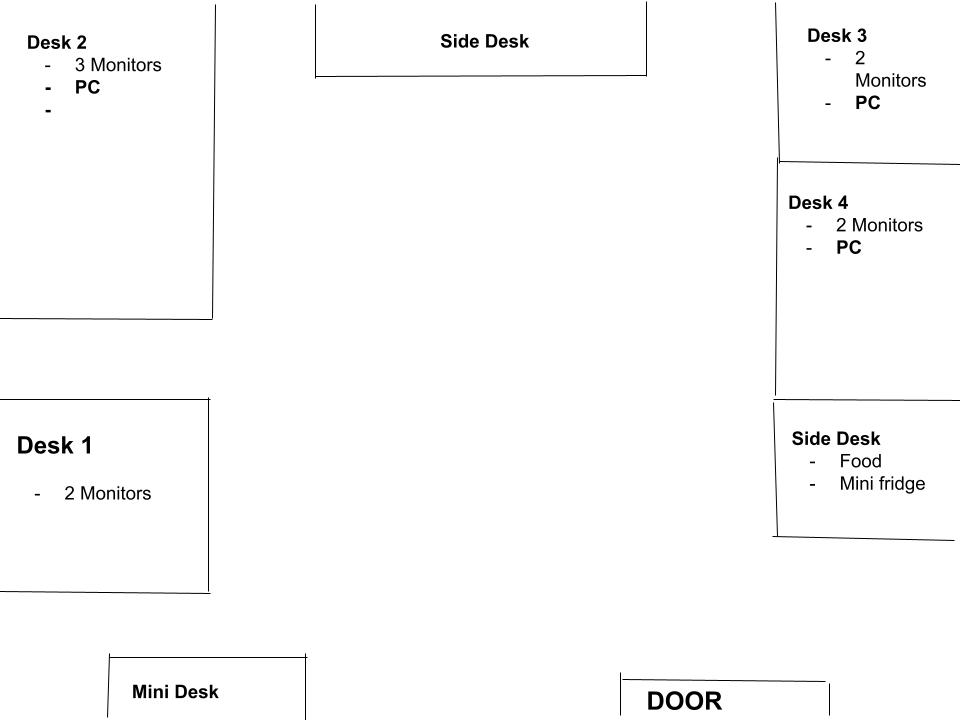 Desk 2
- 3 Monitors
- PC
-
Side Desk
Desk 3
- 2
Monitors
- PC
Desk 4
- 2 Monitors
- PC
Desk 1
- 2 Monitors
Side Desk
- Food
- Mini fridge
Mini Desk
DOOR